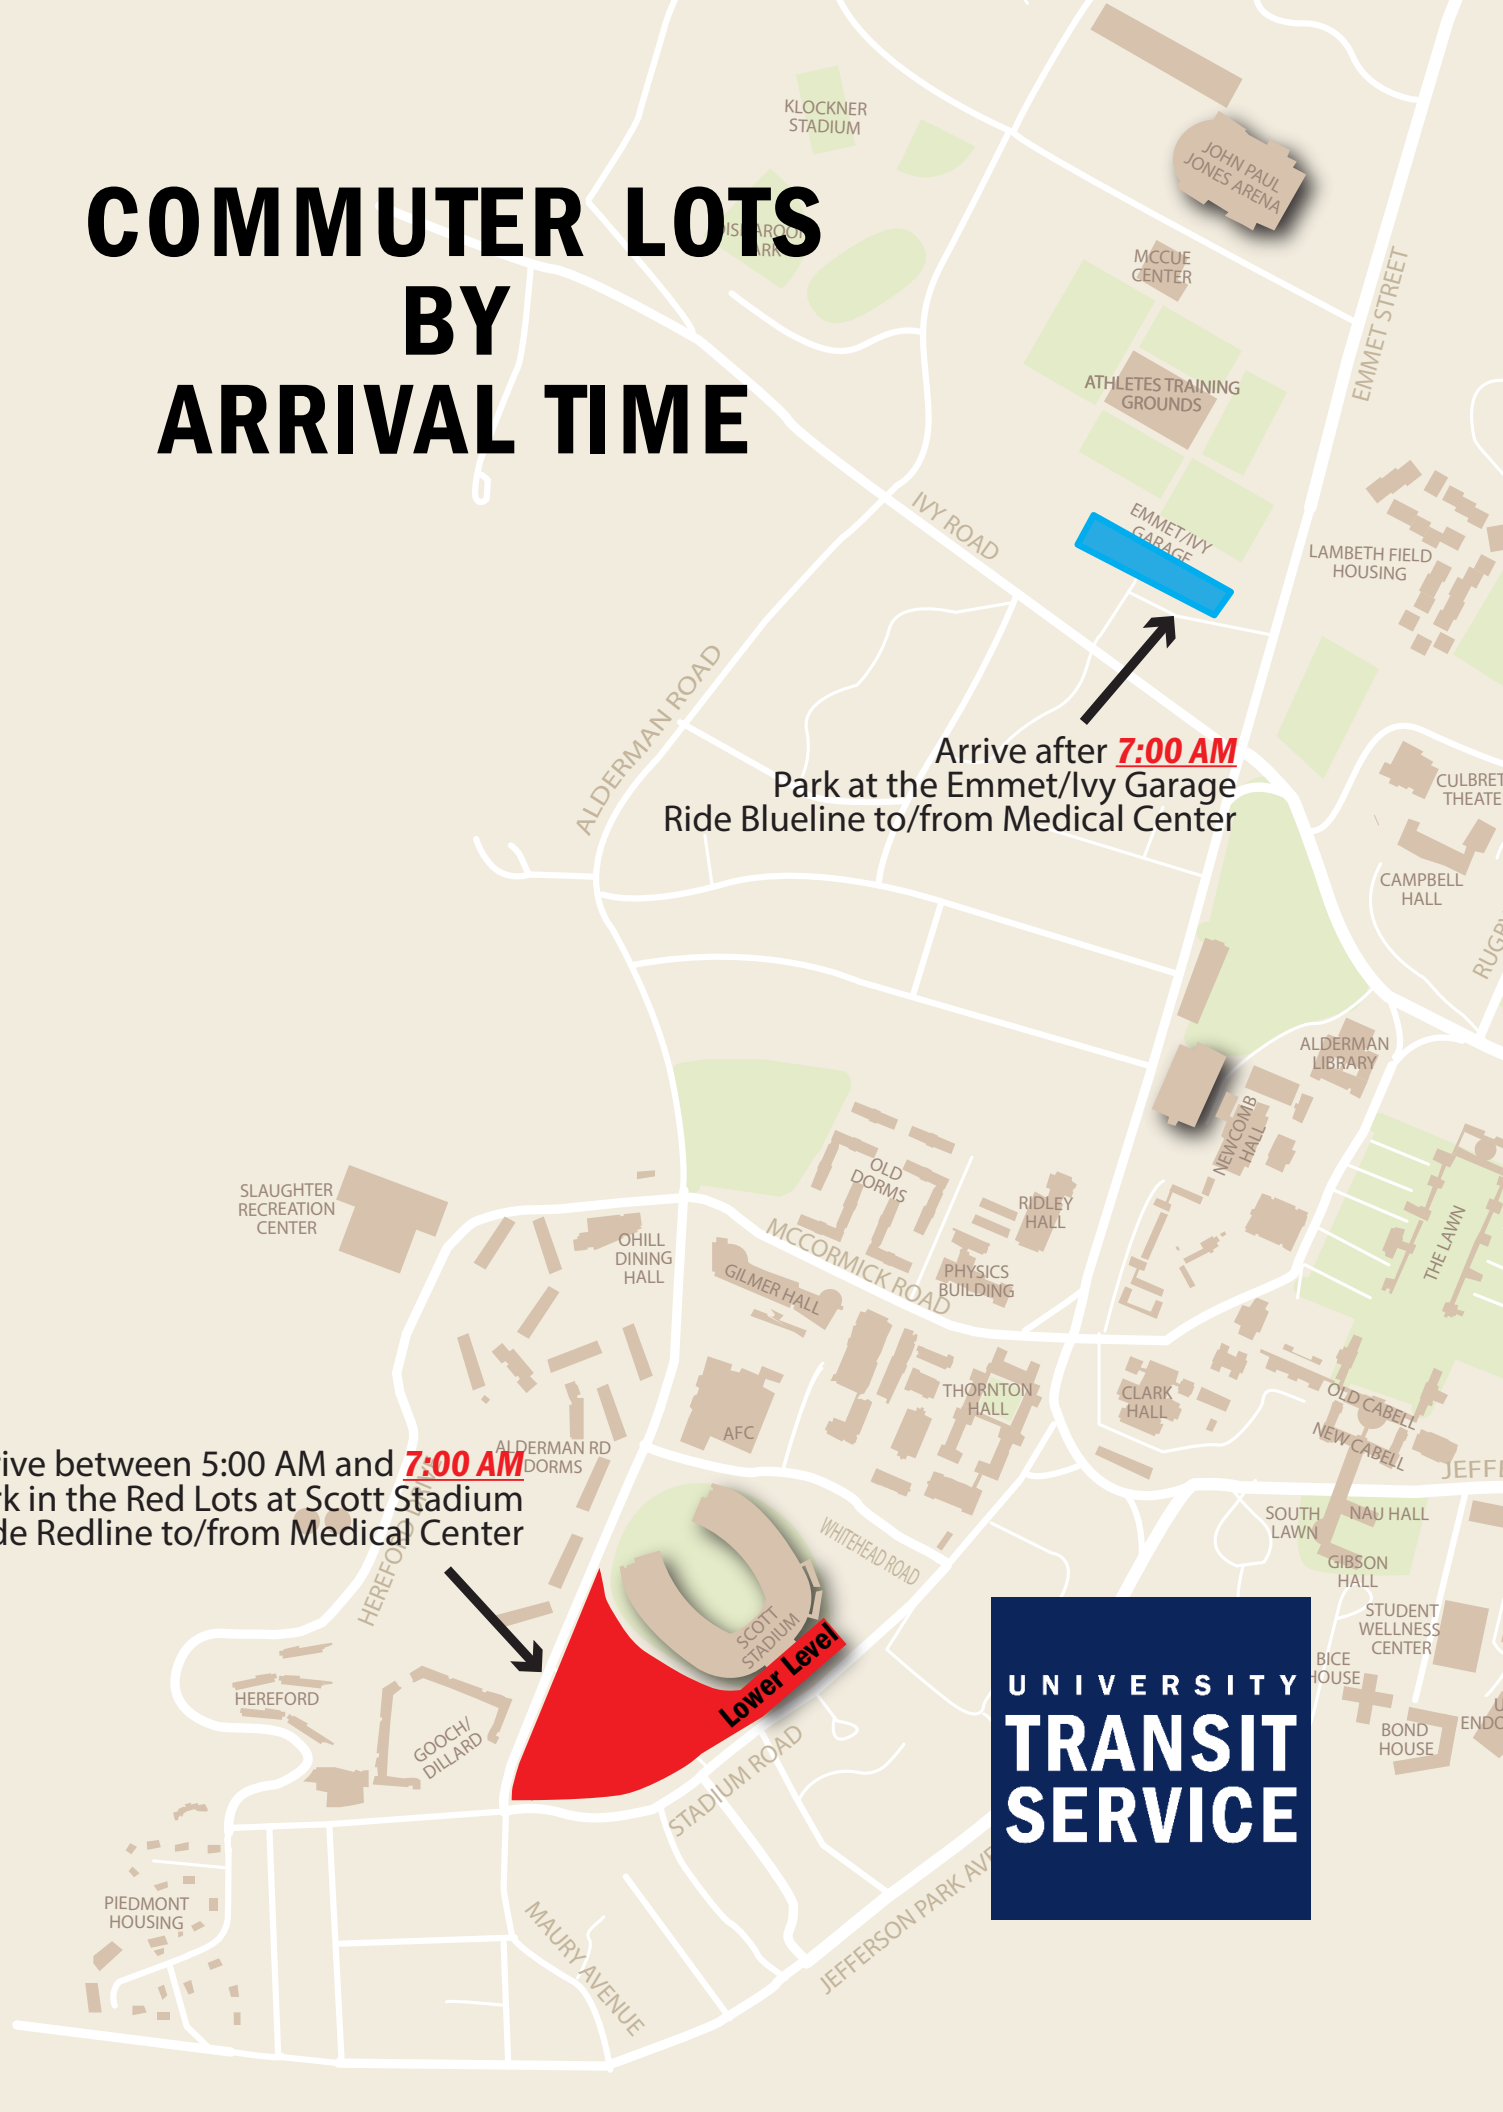 KLOCKNER
STADIUM
JOHN PAUL
JONES ARENA
COMMUTER LOTS
BY
ARRIVAL TIME
MCCUE
CENTER
EMMET STREET
ATHLETES TRAINING
GROUNDS
IVY ROAD
EMMET/IVY
GARAGE
LAMBETH FIELD
HOUSING
ALDERMAN ROAD
Arrive after 7:00 AM
Park at the Emmet/Ivy Garage
Ride Blueline to/from Medical Center
CULBRET
THEATE
CAMPBELL
HALL
RUGB
ALDERMAN
LIBRARY
NEWCOMB
HALL
OLD
DORMS
SLAUGHTER
RECREATION
CENTER
RIDLEY
HALL
THE LAWN
OHILL
DINING
HALL
MCCORMICK ROAD
GILMER HALL
PHYSICS
BUILDING
THORNTON
HALL
CLARK
HALL
OLD CABELL
NEW CABELL
AFC
ALDERMAN RD
DORMS
ive between 5:00 AM and 7:00 AM
rk in the Red Lots at Scott Stadium
de Redline to/from Medical Center
JEFF
SOUTH
LAWN
NAU HALL
GIBSON
HALL
WHITEHEAD ROAD
HEREFORD DRIVE
SCOTT
STADIUM
Lower Level
STUDENT
WELLNESS
CENTER
BICE
HOUSE
HEREFORD
GOOCH/
DILLARD
BOND
HOUSE
U
ENDO
UNIVERSITY
TRANSIT
SERVICE
STADIUM ROAD
JEFFERSON PARK AVE
PIEDMONT
HOUSING
MAURY AVENUE